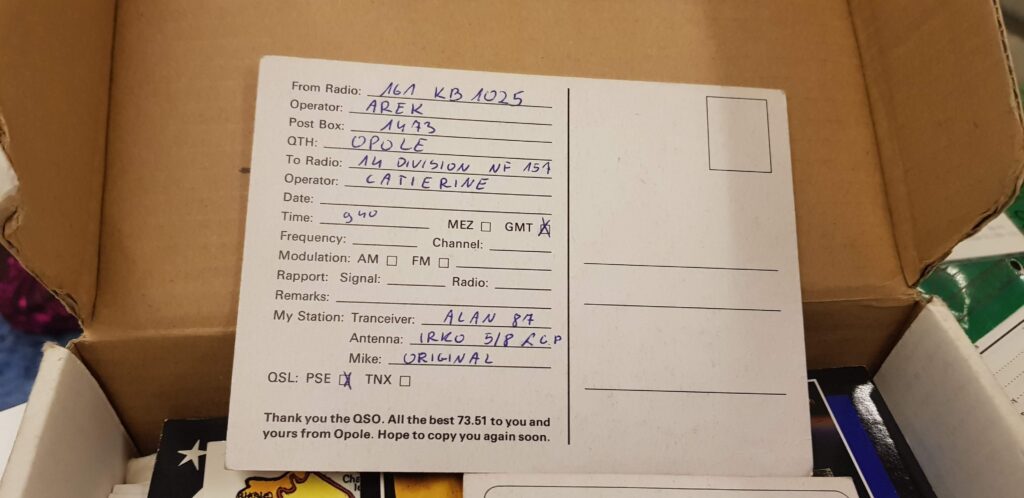 From Radio: 161 KB 1025
Operator: AREK
Post Box: 1473
QTH: OPOLE
To Radio: 14 DIVISION NF 157
Operator: CATIERINE
Date:
Time: 9 40 MEZ GMT X
Frequency: Channel:
Modulation: AM FM
Rapport: Signal: Radio:
Remarks:
My Station: Tranceiver: ALAN 87
Antenna: IRKO 5/8 C.P
Mike: ORIGINAL
QSL: PSE X TNX
Thank you the QSO. All the best 73.51 to you and
yours from Opole. Hope to copy you again soon.